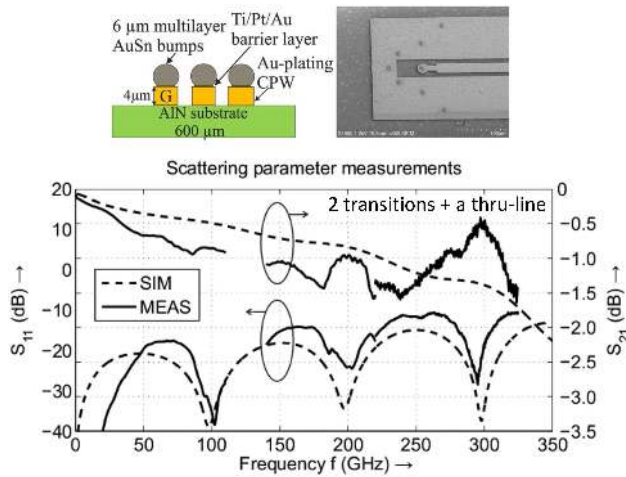 6 µm multilayer
AuSn bumps
Ti/Pt/Au
barrier layer
Au-plating
CPW
4µm
G
AlN substrate
600 µm
Scattering parameter measurements
2 transitions + a thru-line
SIM
MEAS
S11 (dB) →
20
10
0
-10
-20
-30
-40
S21 (dB) →
0
-0.5
-1.0
-1.5
-2.0
-2.5
-3.0
-3.5
0 50 100 150 200 250 300 350
Frequency f (GHz) →